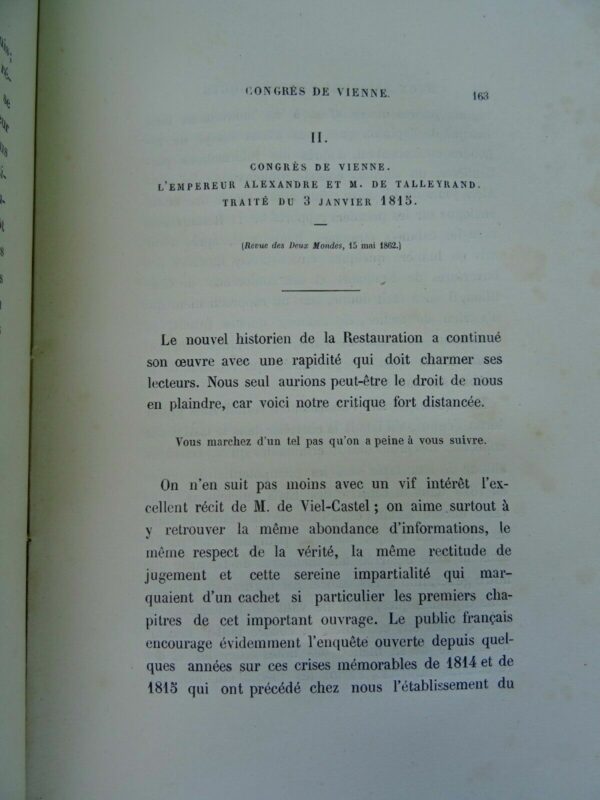 CONGRÈS DE VIENNE. 163
II.
CONGRÈS DE VIENNE.
L'EMPEREUR ALEXANDRE ET M. DE TALLEYRAND.
TRAITÉ DU 3 JANVIER 1815.
(Revue des Deux Mondes, 15 mai 1862.)
Le nouvel historien de la Restauration a continué
son œuvre avec une rapidité qui doit charmer ses
lecteurs. Nous seul aurions peut-être le droit de nous
en plaindre, car voici notre critique fort distancée.
Vous marchez d'un tel pas qu'on a peine à vous suivre.
On n'en suit pas moins avec un vif intérêt l'ex-
cellent récit de M. de Viel-Castel ; on aime surtout à
y retrouver la même abondance d'informations, le
même respect de la vérité, la même rectitude de
jugement et cette sereine impartialité qui mar-
quaient d'un cachet si particulier les premiers cha-
pitres de cet important ouvrage. Le public français
encourage évidemment l'enquête ouverte depuis quel-
ques années sur ces crises mémorables de 1814 et de
1815 qui ont précédé chez nous l'établissement du